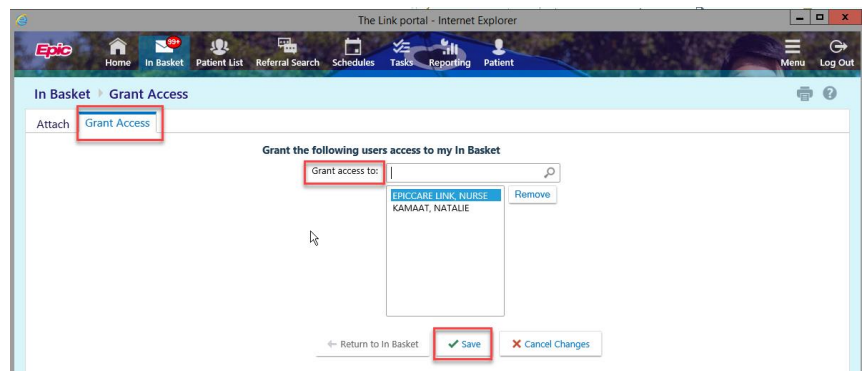 The Link portal - Internet Explorer
Epic
99+
Home In Basket Patient List Referral Search Schedules Tasks Reporting Patient Menu Log Out
In Basket Grant Access
Attach Grant Access
Grant the following users access to my In Basket
Grant access to:
EPICCARE LINK, NURSE Remove
KAMAAT, NATALIE
Return to In Basket Save Cancel Changes